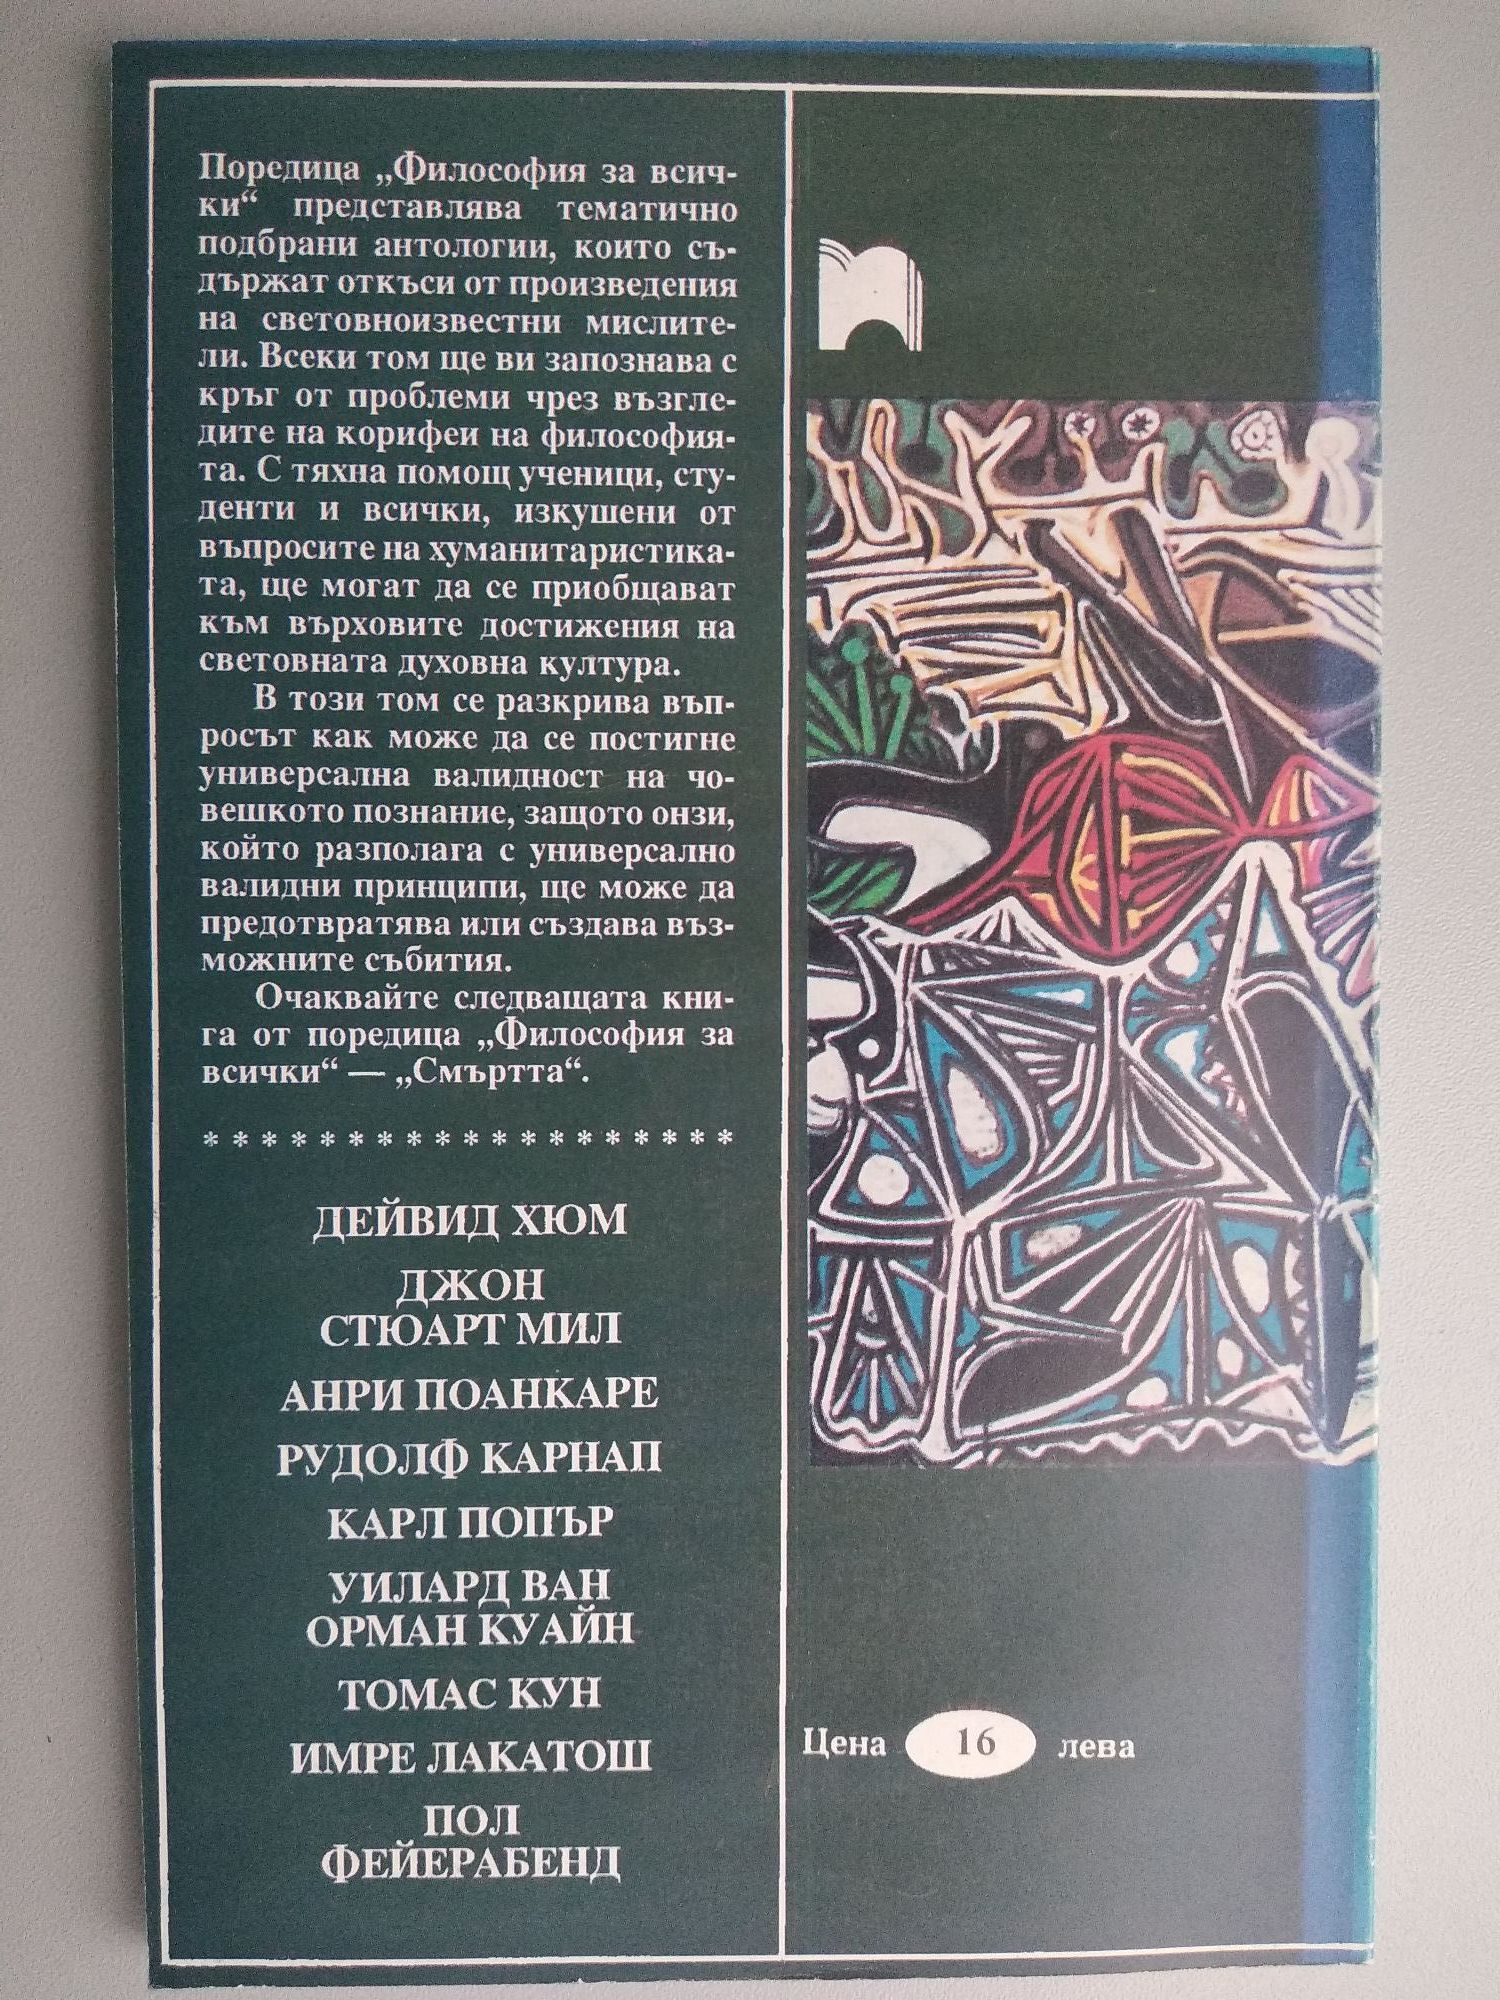 Поредица „Философия за всич-
ки“ представлява тематично
подбрани антологии, които съ-
държат откъси от произведения
на световноизвестни мислите-
ли. Всеки том ще ви запознава с
кръг от проблеми чрез възгле-
дите на корифеи на философия-
та. С тяхна помощ ученици, сту-
денти и всички, изкушени от
въпросите на хуманитаристика-
та, ще могат да се приобщават
към върховите достижения на
световната духовна култура.
В този том се разкрива въп-
росът как може да се постигне
универсална валидност на чо-
вешкото познание, защото онзи,
който разполага с универсално
валидни принципи, ще може да
предотвратява или създава въз-
можните събития.
Очаквайте следващата кни-
га от поредица „Философия за
всички“ — „Смъртта“.
* * * * * * * * * * * * * * * * * * *
ДЕЙВИД ХЮМ
ДЖОН
СТЮАРТ МИЛ
АНРИ ПОАНКАРЕ
РУДОЛФ КАРНАП
КАРЛ ПОПЪР
УИЛАРД ВАН
ОРМАН КУАЙН
ТОМАС КУН
ИМРЕ ЛАКАТОШ
ПОЛ
ФЕЙЕРАБЕНД
Цена 16 лева